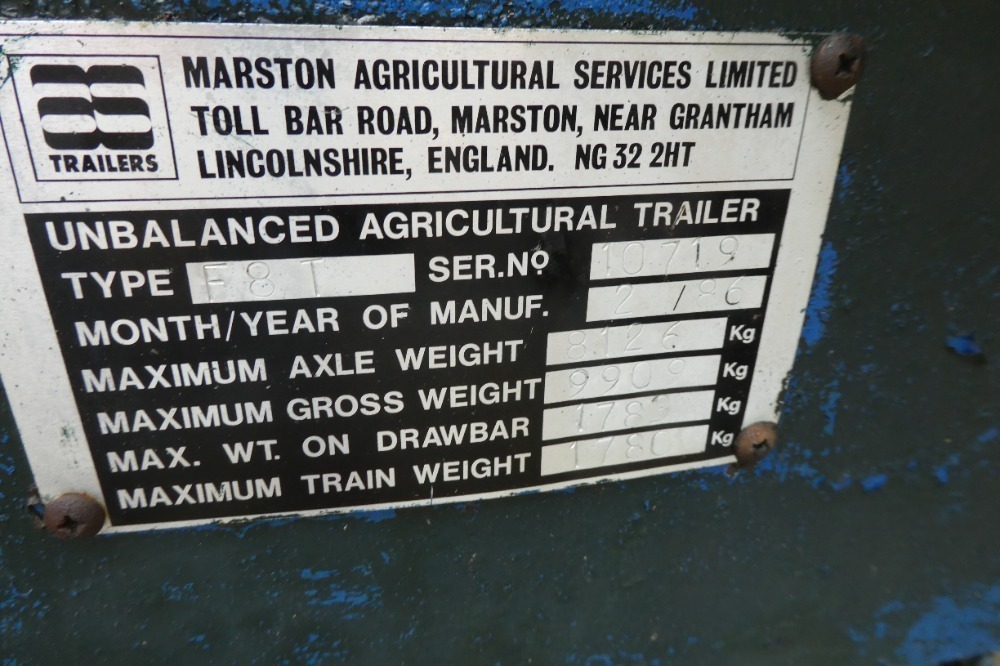 MARSTON AGRICULTURAL SERVICES LIMITED
TOLL BAR ROAD, MARSTON, NEAR GRANTHAM
LINCOLNSHIRE, ENGLAND. NG 32 2HT
TRAILERS
UNBALANCED AGRICULTURAL TRAILER
TYPE F8T SER.Nº 10719
MONTH/YEAR OF MANUF. 2 / 86
MAXIMUM AXLE WEIGHT 8126 Kg
MAXIMUM GROSS WEIGHT Kg
MAX. WT. ON DRAWBAR Kg
MAXIMUM TRAIN WEIGHT Kg